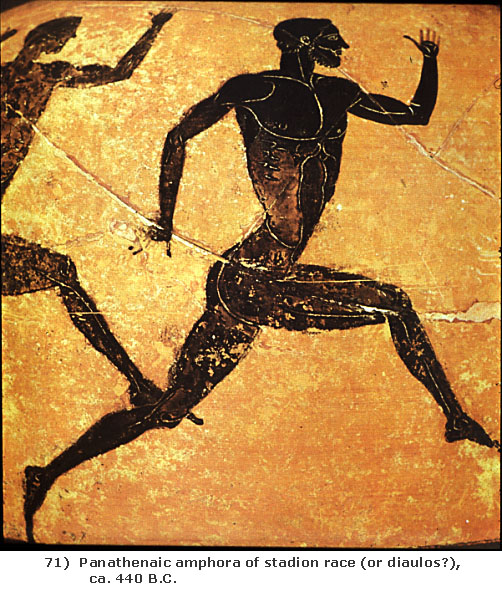 71) Panathenaic amphora of stadion race (or diaulos?),
ca. 440 B.C.